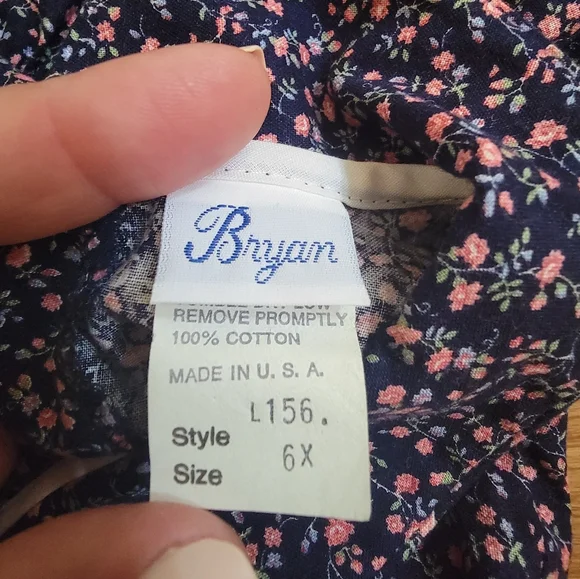 Bryan
REMOVE PROMPTLY
100% COTTON
MADE IN U. S. A.
Style L156.
Size 6X